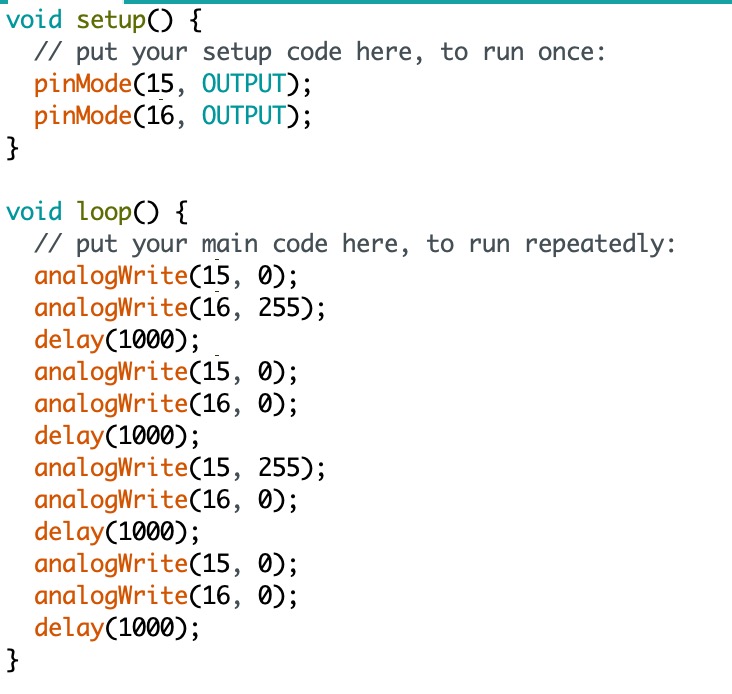 void setup() {
  // put your setup code here, to run once:
  pinMode(15, OUTPUT);
  pinMode(16, OUTPUT);
}

void loop() {
  // put your main code here, to run repeatedly:
  analogWrite(15, 0);
  analogWrite(16, 255);
  delay(1000);
  analogWrite(15, 0);
  analogWrite(16, 0);
  delay(1000);
  analogWrite(15, 255);
  analogWrite(16, 0);
  delay(1000);
  analogWrite(15, 0);
  analogWrite(16, 0);
  delay(1000);
}